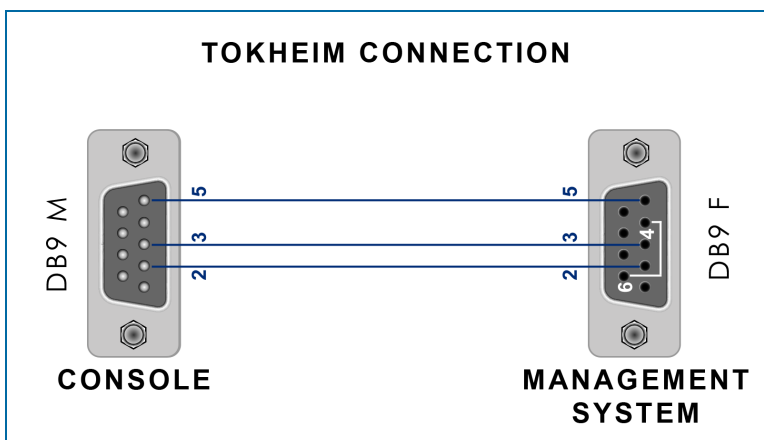 TOKHEIM CONNECTION
DB9 M
5
3
2
5
3
2
4
6
DB9 F
CONSOLE
MANAGEMENT
SYSTEM